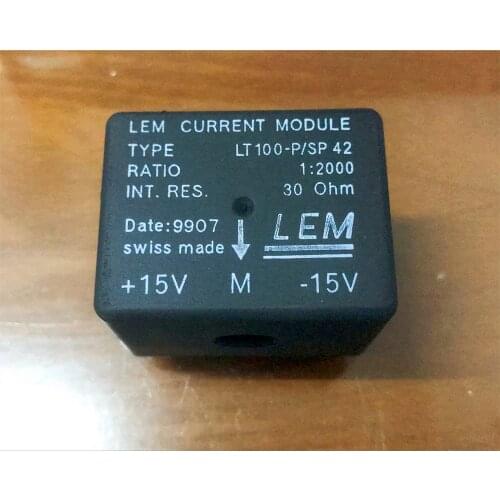 LEM CURRENT MODULE
TYPE LT100-P/SP 42
RATIO 1:2000
INT. RES. 30 Ohm
Date:9907 LEM
swiss made
+15V M -15V